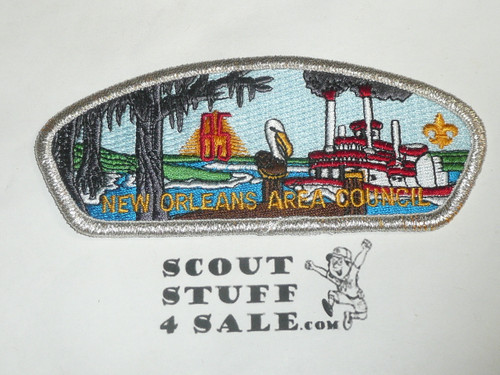 NEW ORLEANS AREA COUNCIL
SCOUT
STUFF
4 SALE.COM